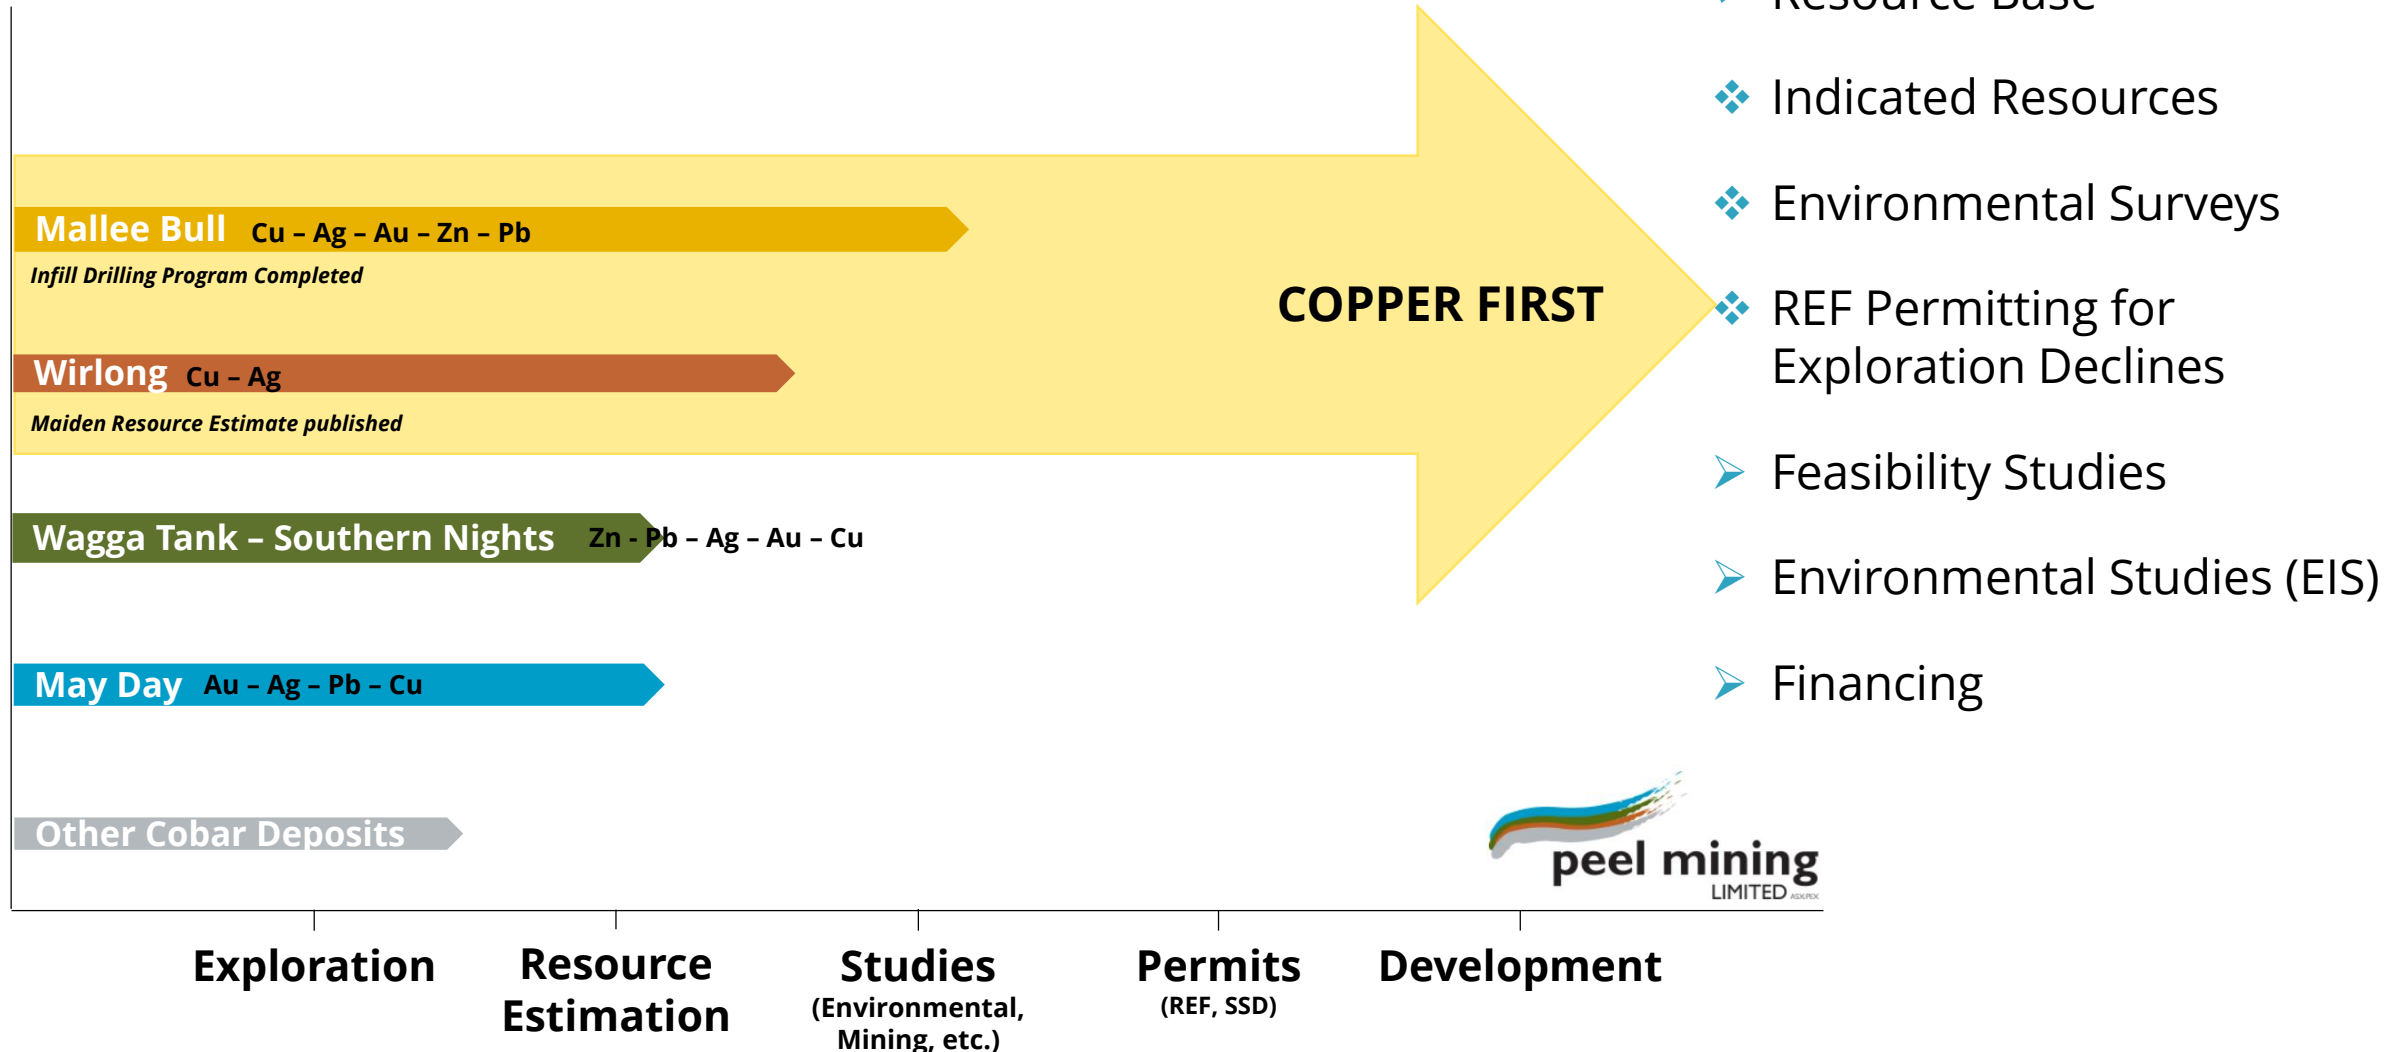 Mallee Bull Cu – Ag – Au – Zn – Pb
Infill Drilling Program Completed
COPPER FIRST
Wirlong Cu – Ag
Maiden Resource Estimate published
Wagga Tank – Southern Nights Zn - Pb – Ag – Au – Cu
May Day Au – Ag – Pb – Cu
Other Cobar Deposits
Resource Base
Indicated Resources
Environmental Surveys
REF Permitting for
Exploration Declines
Feasibility Studies
Environmental Studies (EIS)
Financing
peel mining
LIMITED ASX:PEX
Exploration
Resource
Estimation
Studies
(Environmental,
Mining, etc.)
Permits
(REF, SSD)
Development